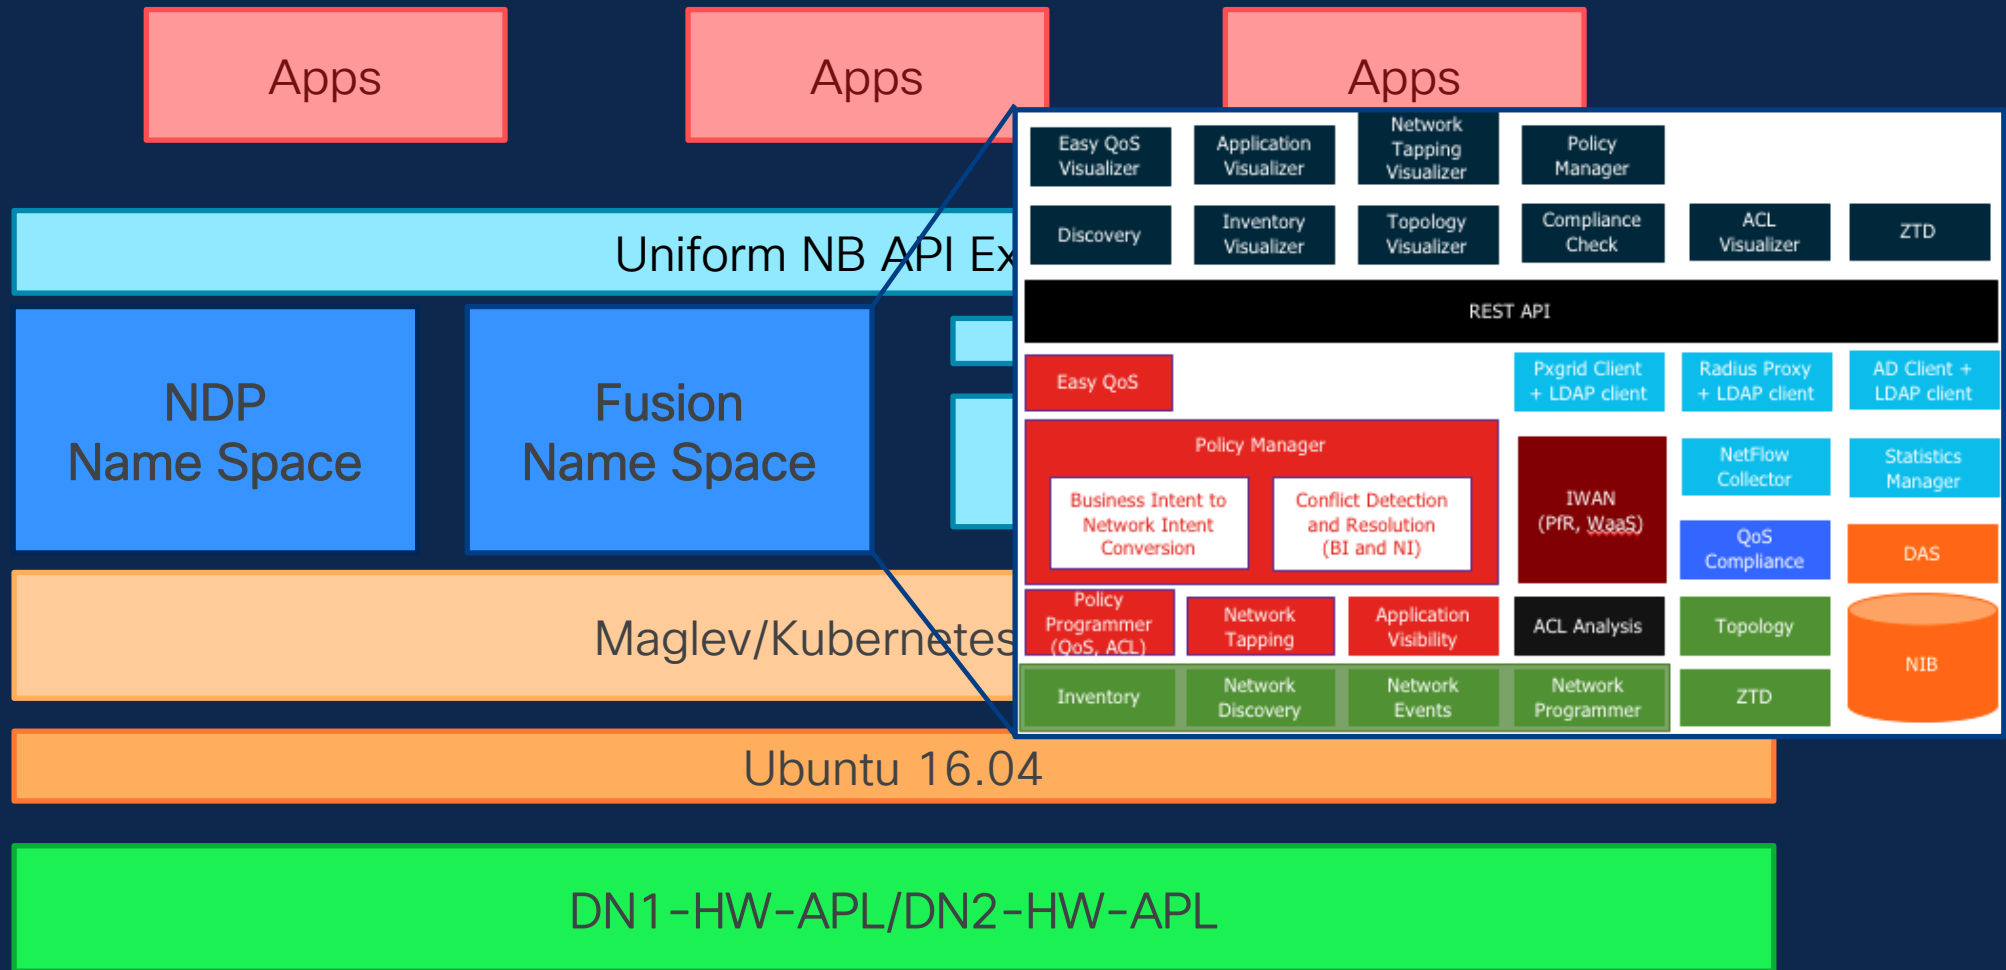 Apps
Apps
Apps
Uniform NB API Ex
NDP
Name Space
Fusion
Name Space
Maglev/Kubernetes
Ubuntu 16.04
DN1-HW-APL/DN2-HW-APL
Easy QoS
Visualizer
Application
Visualizer
Network
Tapping
Visualizer
Policy
Manager
Discovery
Inventory
Visualizer
Topology
Visualizer
Compliance
Check
ACL
Visualizer
ZTD
REST API
Easy QoS
Pxgrid Client
+ LDAP client
Radius Proxy
+ LDAP client
AD Client +
LDAP client
Policy Manager
Business Intent to
Network Intent
Conversion
Conflict Detection
and Resolution
(BI and NI)
IWAN
(PfR, WaaS)
NetFlow
Collector
Statistics
Manager
QoS
Compliance
DAS
Policy
Programmer
(QoS, ACL)
Network
Tapping
Application
Visibility
ACL Analysis
Topology
NIB
Inventory
Network
Discovery
Network
Events
Network
Programmer
ZTD